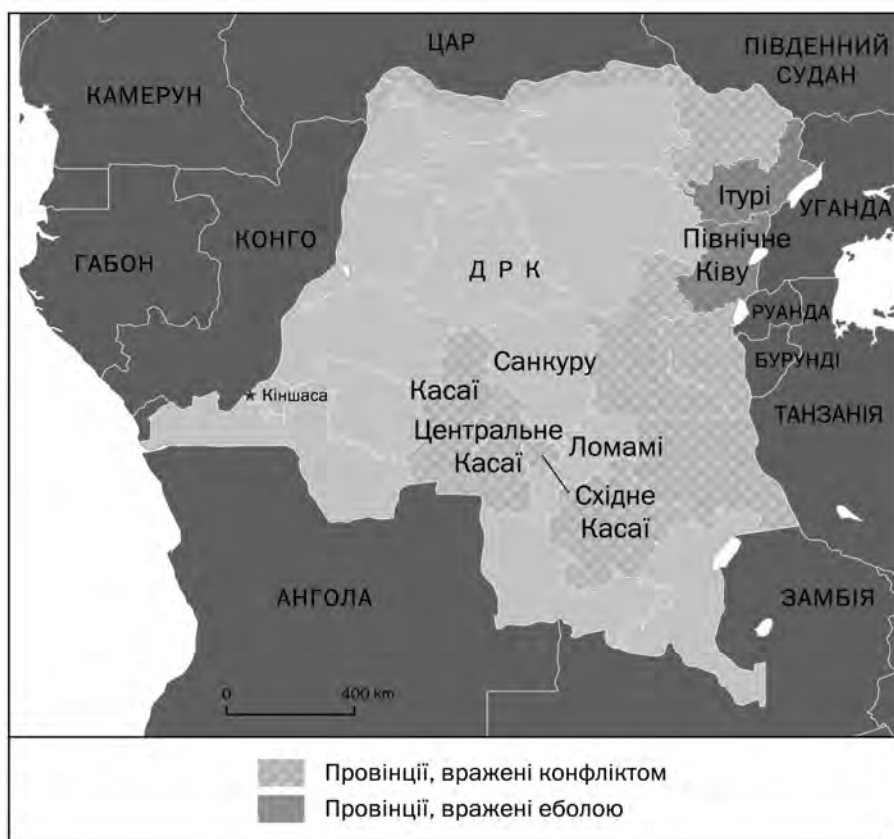 ЦАР
ПІВДЕННИЙ
СУДАН
КАМЕРУН
Ітурі
УГАНДА
КОНГО
Північне
Ківу
ГАБОН
ДРК
РУАНДА
БУРУНДІ
Санкуру
Касаї
Кіншаса
ТАНЗАНІЯ
Центральне
Касаї
Ломамі
Східне
Касаї
АНГОЛА
ЗАМБІЯ
0 400 km
Провінції, вражені конфліктом
Провінції, вражені еболою